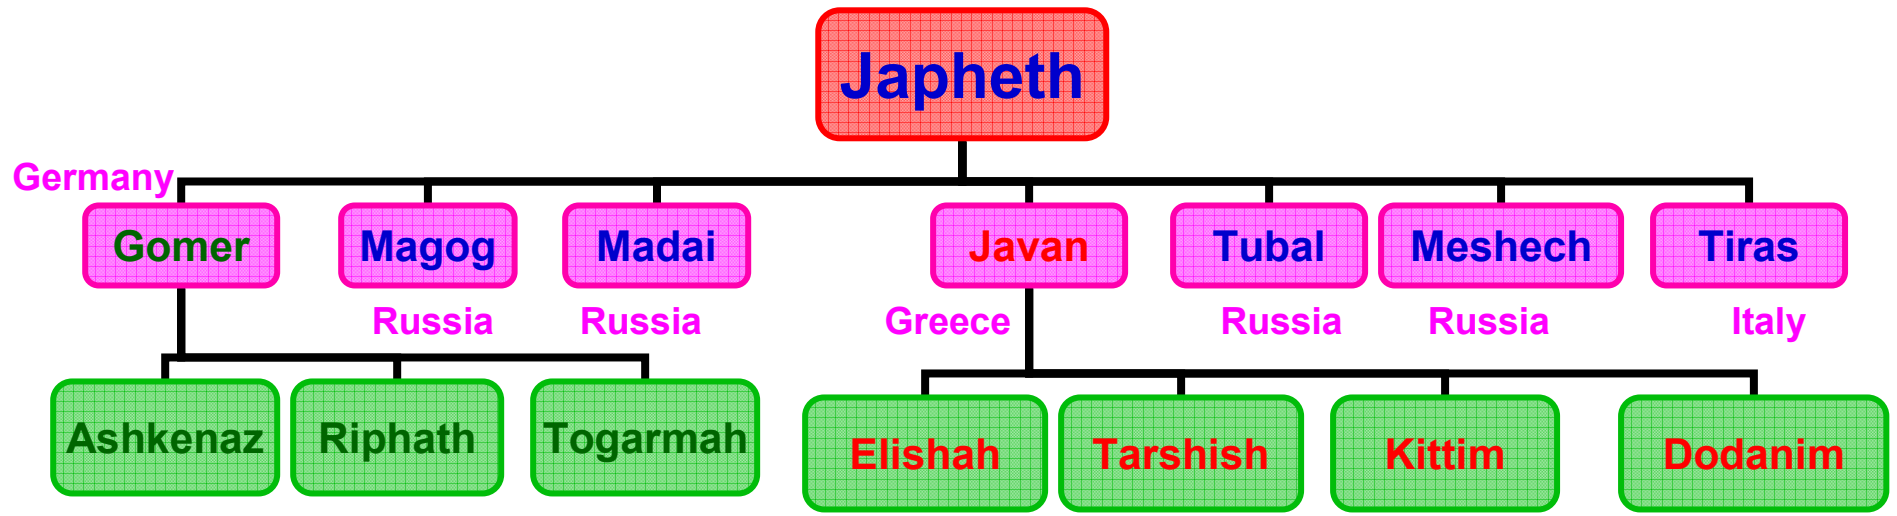 Japheth
Germany
Gomer
Magog
Madai
Javan
Tubal
Meshech
Tiras
Russia
Russia
Greece
Russia
Russia
Italy
Ashkenaz
Riphath
Togarmah
Elishah
Tarshish
Kittim
Dodanim